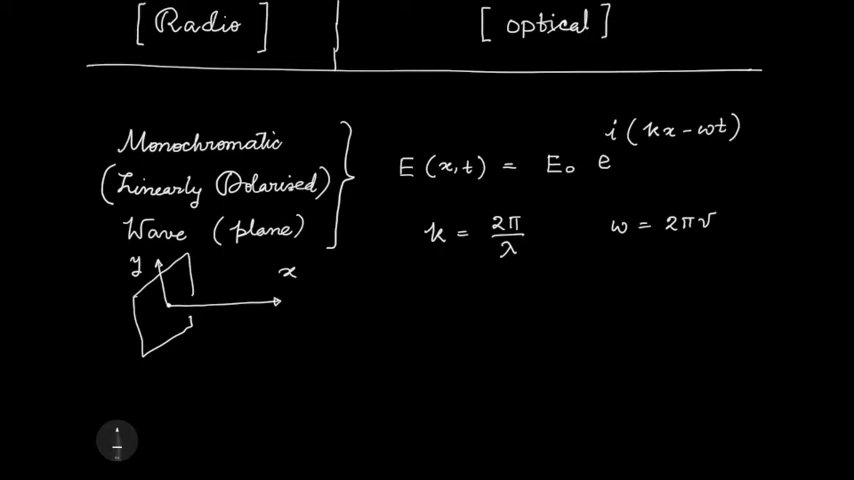 [ Radio ] [ optical ]
Monochromatic
(Linearly Polarised)
Wave (plane)
E (x,t) = E₀ e^{i(kx - ωt)}
k = 2π/λ ω = 2πν
y x